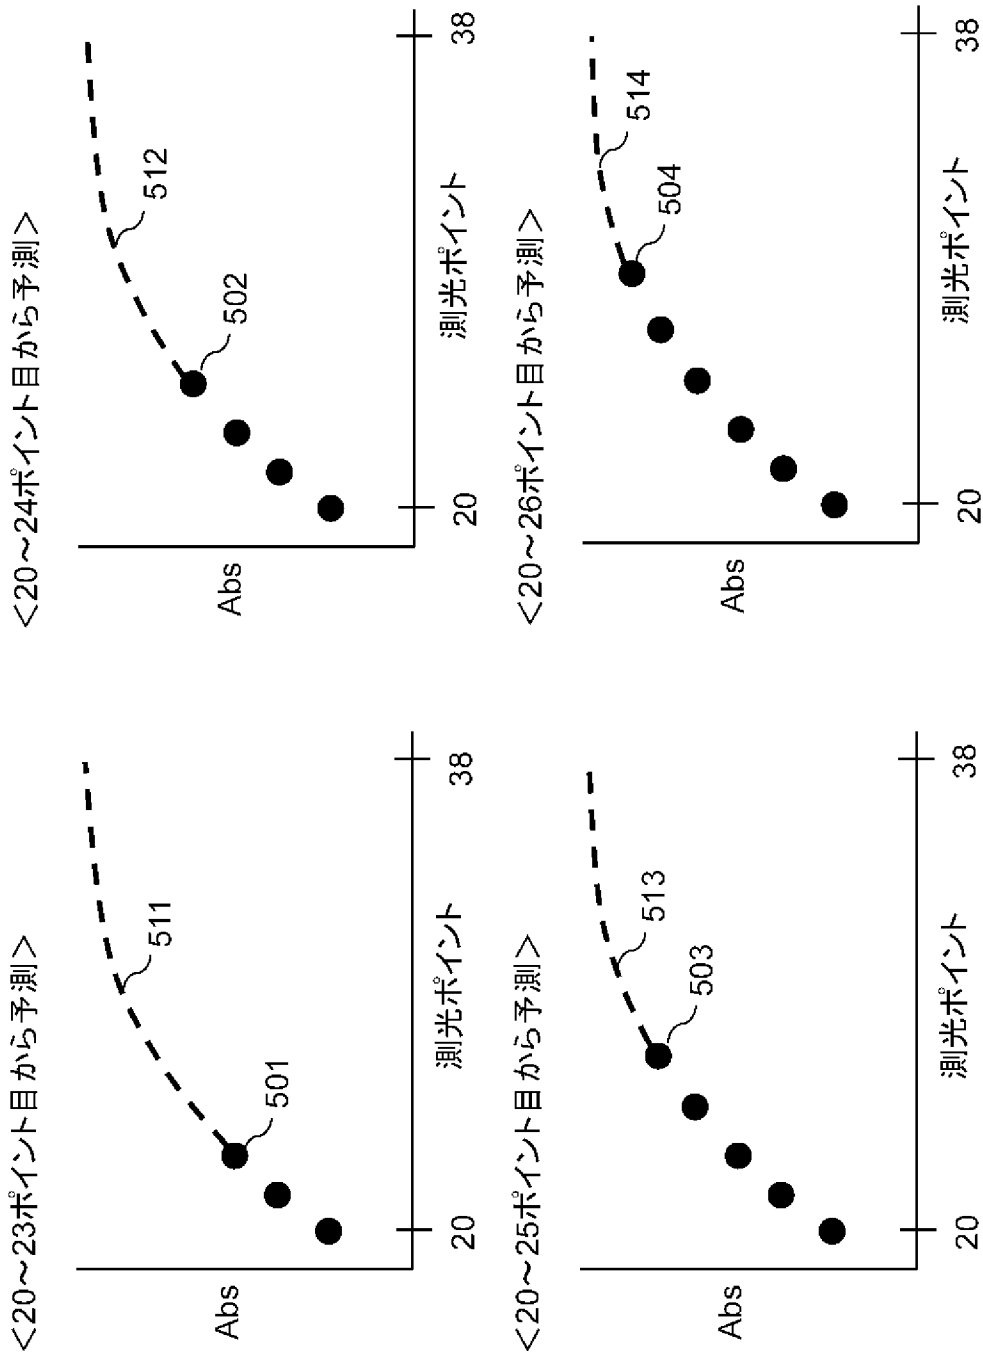 <20～23ポイント目から予測>
Abs
511
501
20
38
測光ポイント
<20～24ポイント目から予測>
Abs
512
502
20
38
測光ポイント
<20～25ポイント目から予測>
Abs
513
503
20
38
測光ポイント
<20～26ポイント目から予測>
Abs
514
504
20
38
測光ポイント